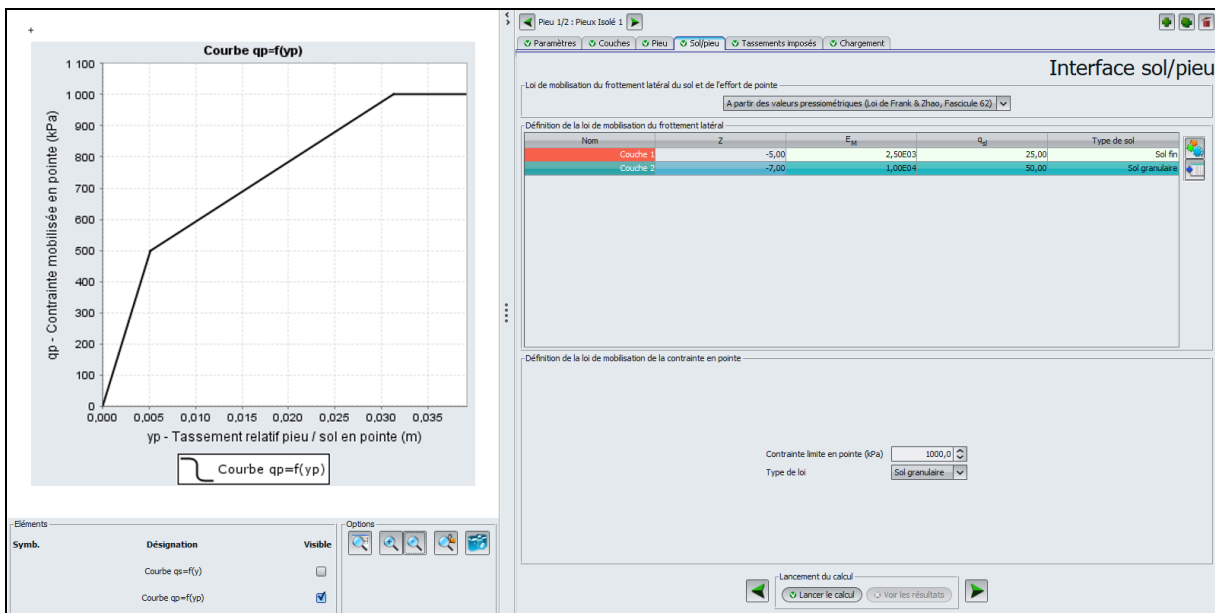 Courbe qp=f(yp)
qp - Contrainte mobilisée en pointe (kPa)
1 100
1 000
900
800
700
600
500
400
300
200
100
0
0,000 0,005 0,010 0,015 0,020 0,025 0,030 0,035
yp - Tassement relatif pieu / sol en pointe (m)
Courbe qp=f(yp)
Eléments
Symb. Désignation Visible
Courbe qs=f(y)
Courbe qp=f(yp)
Options
Pieu 1/2 : Pieux Isolé 1
Paramètres Couches Pieu Sol/pieu Tassements imposés Chargement
Interface sol/pieu
Loi de mobilisation du frottement latéral du sol et de l'effort de pointe
A partir des valeurs pressiométriques (Loi de Frank & Zhao, Fascicule 62)
Définition de la loi de mobilisation du frottement latéral
Nom Z EM qsl Type de sol
Couche 1 -5,00 2,50E03 25,00 Sol fin
Couche 2 -7,00 1,00E04 50,00 Sol granulaire
Définition de la loi de mobilisation de la contrainte en pointe
Contrainte limite en pointe (kPa) 1000,0
Type de loi Sol granulaire
Lancement du calcul
Lancer le calcul Voir les résultats